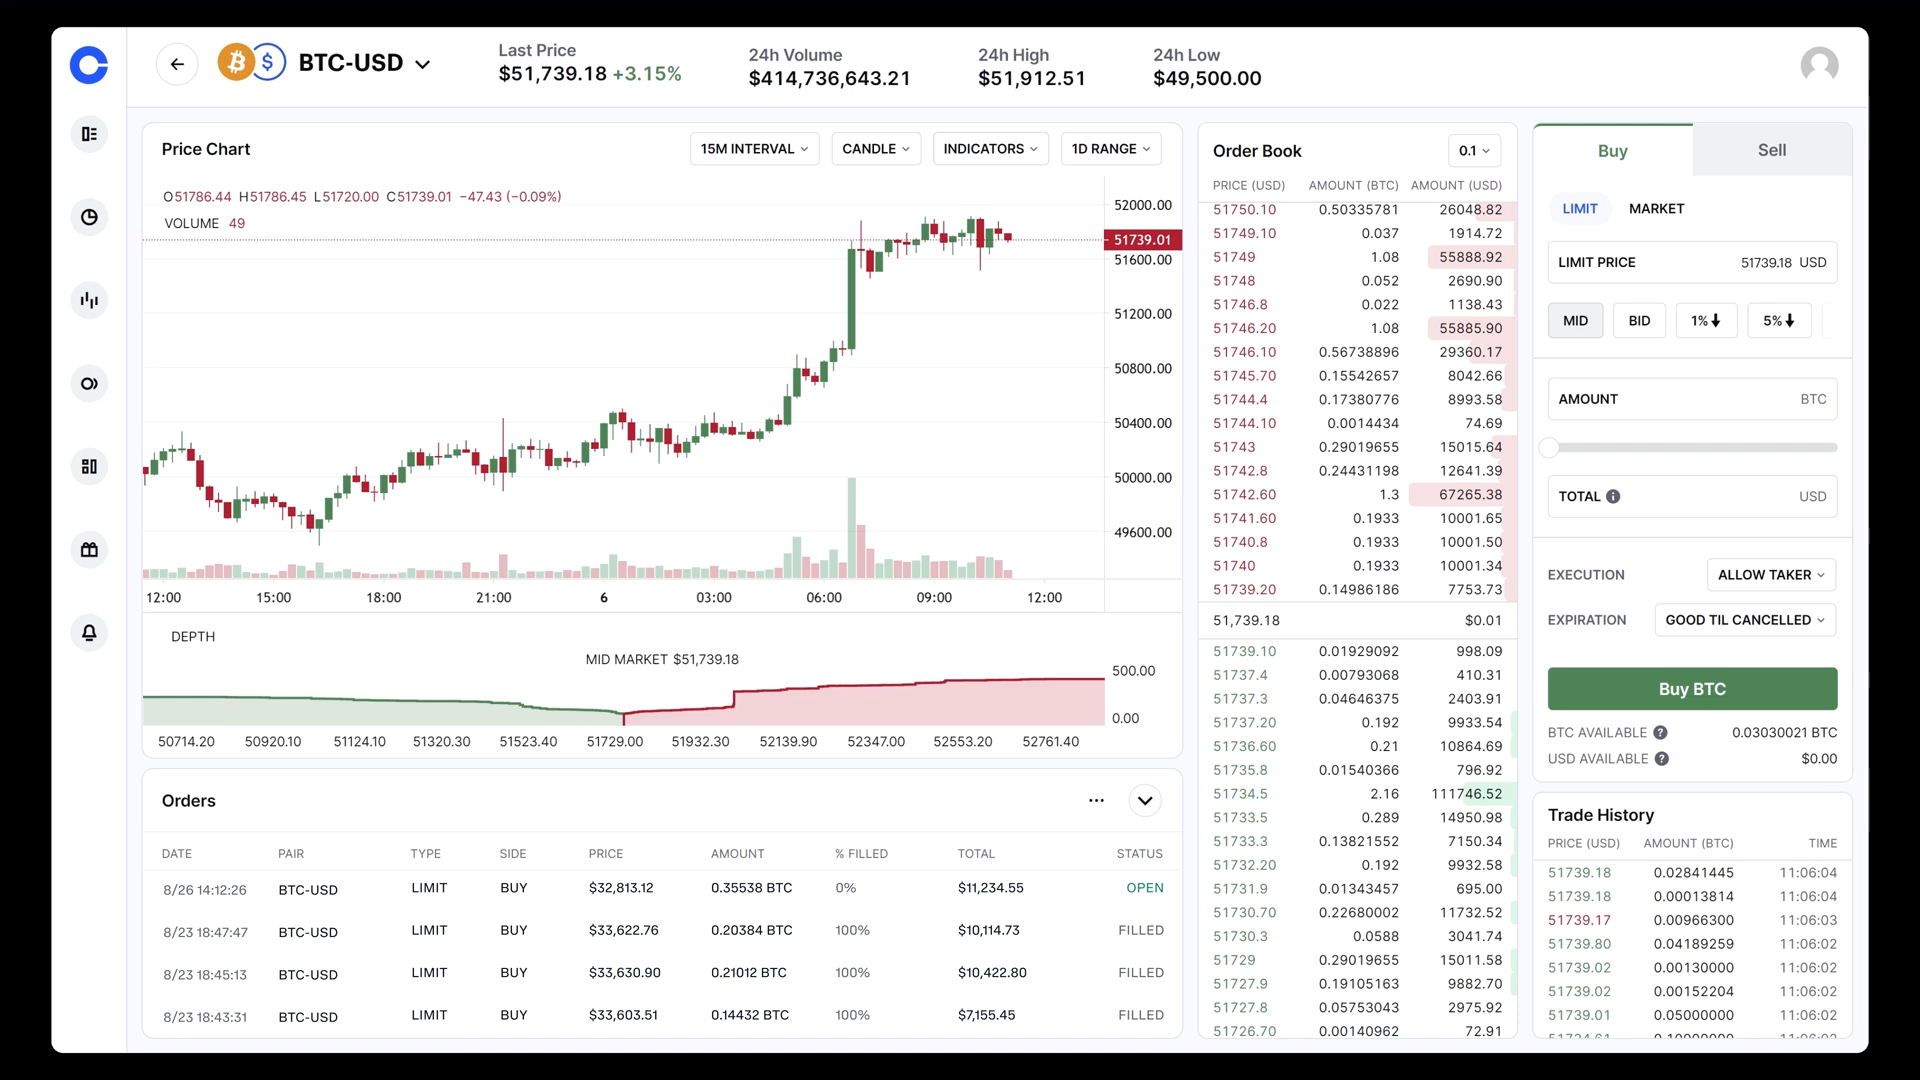 BTC-USD
Last Price
$51,739.18 +3.15%
24h Volume
$414,736,643.21
24h High
$51,912.51
24h Low
$49,500.00
Price Chart
15M INTERVAL
CANDLE
INDICATORS
1D RANGE
O51786.44 H51786.45 L51720.00 C51739.01 −47.43 (−0.09%)
VOLUME 49
52000.00
51739.01
51600.00
51200.00
50800.00
50400.00
50000.00
49600.00
12:00 15:00 18:00 21:00 6 03:00 06:00 09:00 12:00
DEPTH
MID MARKET $51,739.18
500.00
0.00
50714.20 50920.10 51124.10 51320.30 51523.40 51729.00 51932.30 52139.90 52347.00 52553.20 52761.40
Orders
DATE PAIR TYPE SIDE PRICE AMOUNT % FILLED TOTAL STATUS
8/26 14:12:26 BTC-USD LIMIT BUY $32,813.12 0.35538 BTC 0% $11,234.55 OPEN
8/23 18:47:47 BTC-USD LIMIT BUY $33,622.76 0.20384 BTC 100% $10,114.73 FILLED
8/23 18:45:13 BTC-USD LIMIT BUY $33,630.90 0.21012 BTC 100% $10,422.80 FILLED
8/23 18:43:31 BTC-USD LIMIT BUY $33,603.51 0.14432 BTC 100% $7,155.45 FILLED
Order Book
0.1
PRICE (USD) AMOUNT (BTC) AMOUNT (USD)
51750.10 0.50335781 26048.82
51749.10 0.037 1914.72
51749 1.08 55888.92
51748 0.052 2690.90
51746.8 0.022 1138.43
51746.20 1.08 55885.90
51746.10 0.56738896 29360.17
51745.70 0.15542657 8042.66
51744.4 0.17380776 8993.58
51744.10 0.0014434 74.69
51743 0.29019655 15015.64
51742.8 0.24431198 12641.39
51742.60 1.3 67265.38
51741.60 0.1933 10001.65
51740.8 0.1933 10001.50
51740 0.1933 10001.34
51739.20 0.14986186 7753.73
51,739.18 $0.01
51739.10 0.01929092 998.09
51737.4 0.00793068 410.31
51737.3 0.04646375 2403.91
51737.20 0.192 9933.54
51736.60 0.21 10864.69
51735.8 0.01540366 796.92
51734.5 2.16 111746.52
51733.5 0.289 14950.98
51733.3 0.13821552 7150.34
51732.20 0.192 9932.58
51731.9 0.01343457 695.00
51730.70 0.22680002 11732.52
51730.3 0.0588 3041.74
51729 0.29019655 15011.58
51727.9 0.19105163 9882.70
51727.8 0.05753043 2975.92
51726.70 0.00140962 72.91
Buy
Sell
LIMIT MARKET
LIMIT PRICE 51739.18 USD
MID BID 1% 5%
AMOUNT BTC
TOTAL USD
EXECUTION ALLOW TAKER
EXPIRATION GOOD TIL CANCELLED
Buy BTC
BTC AVAILABLE 0.03030021 BTC
USD AVAILABLE $0.00
Trade History
PRICE (USD) AMOUNT (BTC) TIME
51739.18 0.02841445 11:06:04
51739.18 0.00013814 11:06:04
51739.17 0.00966300 11:06:03
51739.80 0.04189259 11:06:02
51739.02 0.00130000 11:06:02
51739.02 0.00152204 11:06:02
51739.01 0.05000000 11:06:02